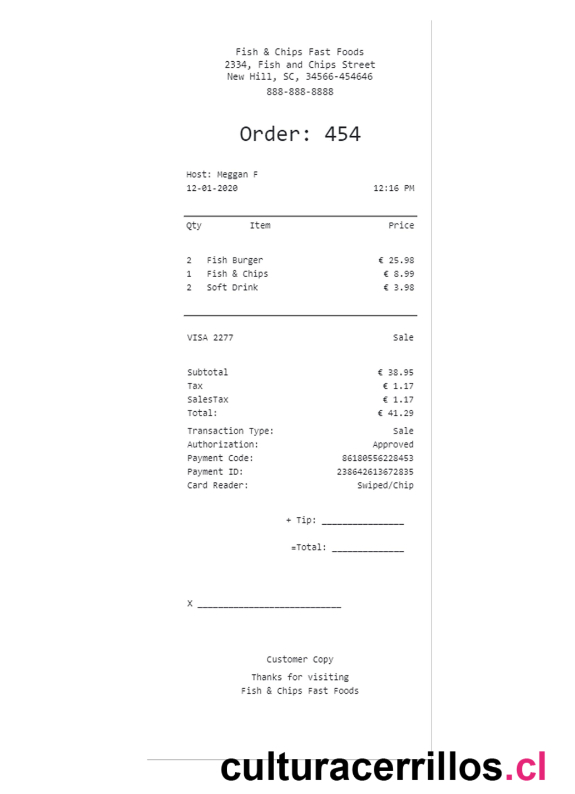 Fish & Chips Fast Foods
2334, Fish and Chips Street
New Hill, SC, 34566-454646
888-888-8888
Order: 454
Host: Meggan F
12-01-2020 12:16 PM
Qty Item Price
2 Fish Burger € 25.98
1 Fish & Chips € 8.99
2 Soft Drink € 3.98
VISA 2277 Sale
Subtotal € 38.95
Tax € 1.17
SalesTax € 1.17
Total: € 41.29
Transaction Type: Sale
Authorization: Approved
Payment Code: 86180556228453
Payment ID: 238642613672835
Card Reader: Swiped/Chip
+ Tip: _______________
=Total: ______________
X ____________________________
Customer Copy
Thanks for visiting
Fish & Chips Fast Foods
culturacerrillos.cl